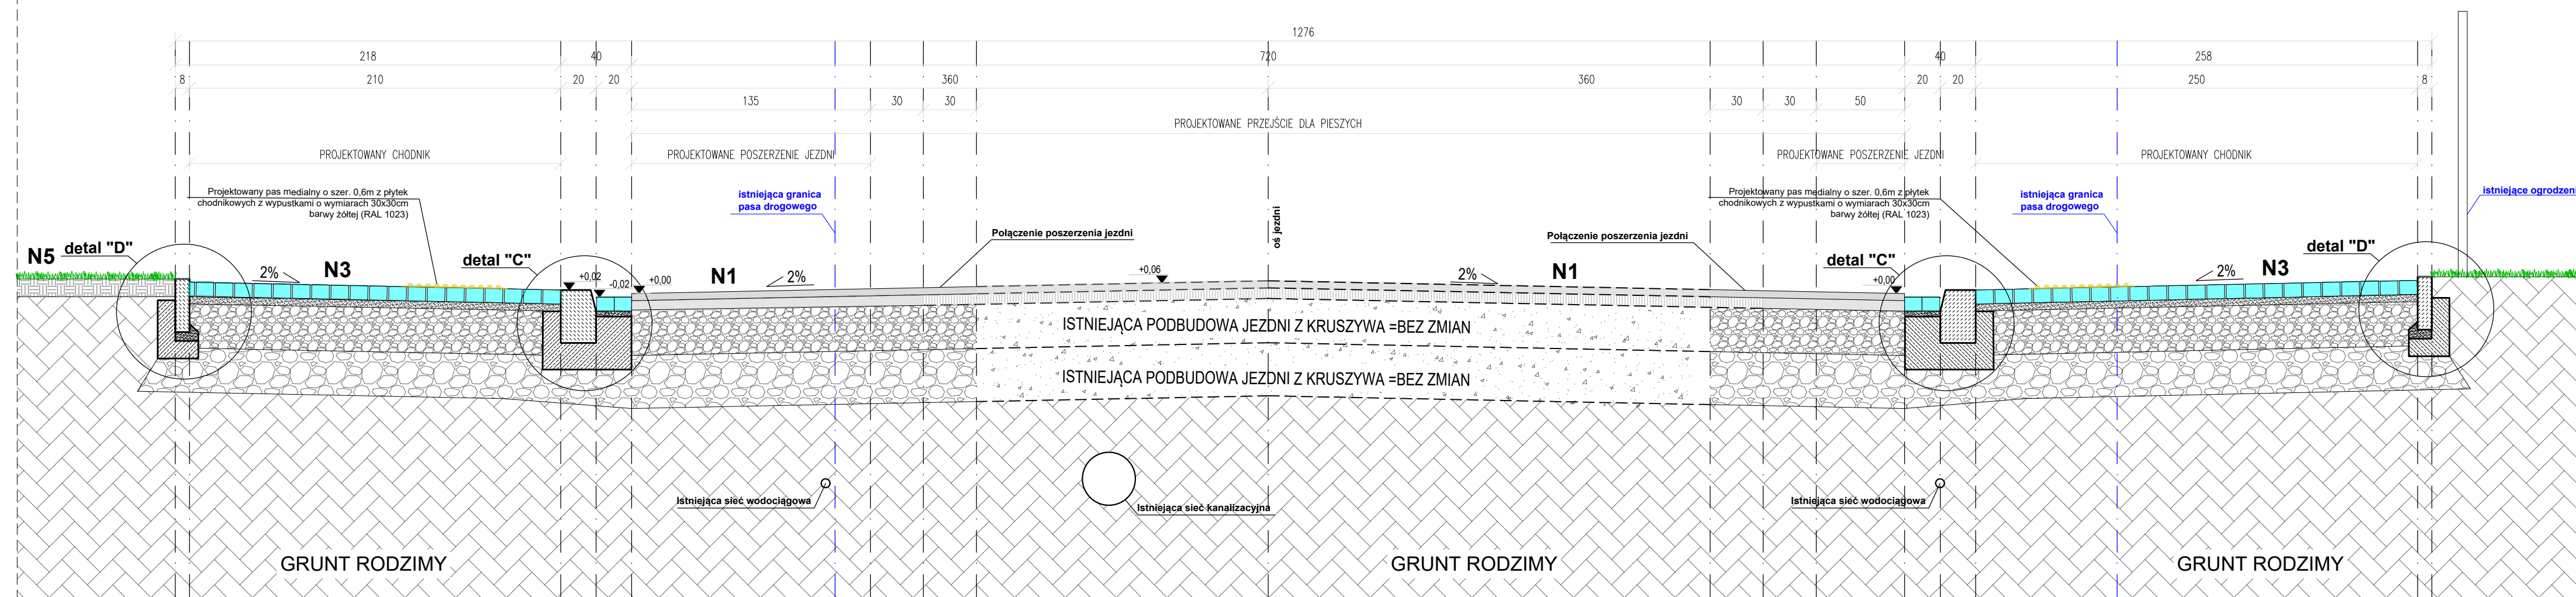 1276
218
40
720
40
258
8
210
20
20
360
360
20
20
250
8
135
30
30
30
30
50
PROJEKTOWANE PRZEJŚCIE DLA PIESZYCH
PROJEKTOWANY CHODNIK
PROJEKTOWANE POSZERZENIE JEZDNI
PROJEKTOWANE POSZERZENIE JEZDNI
PROJEKTOWANY CHODNIK
Projektowany pas medialny o szer. 0,6m z płytek
chodnikowych z wypustkami o wymiarach 30x30cm
barwy żółtej (RAL 1023)
istniejąca granica
pasa drogowego
oś jezdni
Projektowany pas medialny o szer. 0,6m z płytek
chodnikowych z wypustkami o wymiarach 30x30cm
barwy żółtej (RAL 1023)
istniejąca granica
pasa drogowego
istniejące ogrodzeni
Połączenie poszerzenia jezdni
Połączenie poszerzenia jezdni
N5
detal "D"
2%
N3
detal "C"
+0,02
-0,02
+0,00
N1
2%
+0,06
2%
N1
detal "C"
+0,00
2%
N3
detal "D"
ISTNIEJĄCA PODBUDOWA JEZDNI Z KRUSZYWA =BEZ ZMIAN
ISTNIEJĄCA PODBUDOWA JEZDNI Z KRUSZYWA =BEZ ZMIAN
Istniejąca sieć wodociągowa
Istniejąca sieć kanalizacyjna
Istniejąca sieć wodociągowa
GRUNT RODZIMY
GRUNT RODZIMY
GRUNT RODZIMY